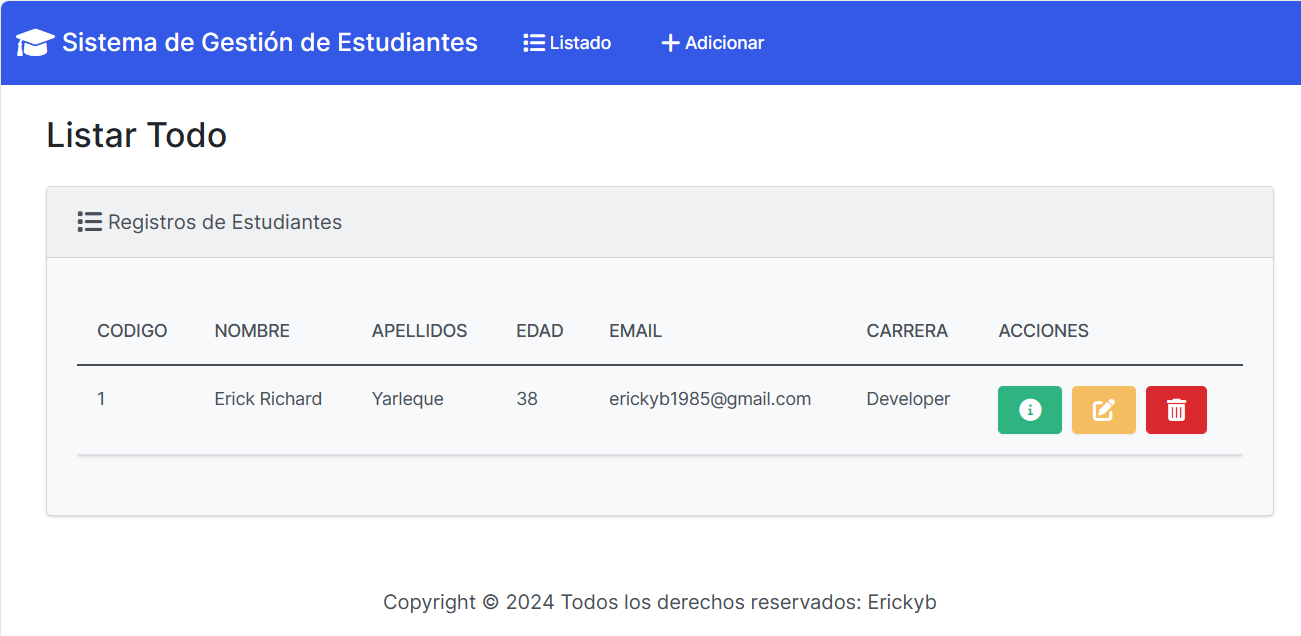 Sistema de Gestión de Estudiantes Listado Adicionar
Listar Todo
Registros de Estudiantes
CODIGO NOMBRE APELLIDOS EDAD EMAIL CARRERA ACCIONES
1 Erick Richard Yarleque 38 erickyb1985@gmail.com Developer
Copyright © 2024 Todos los derechos reservados: Erickyb